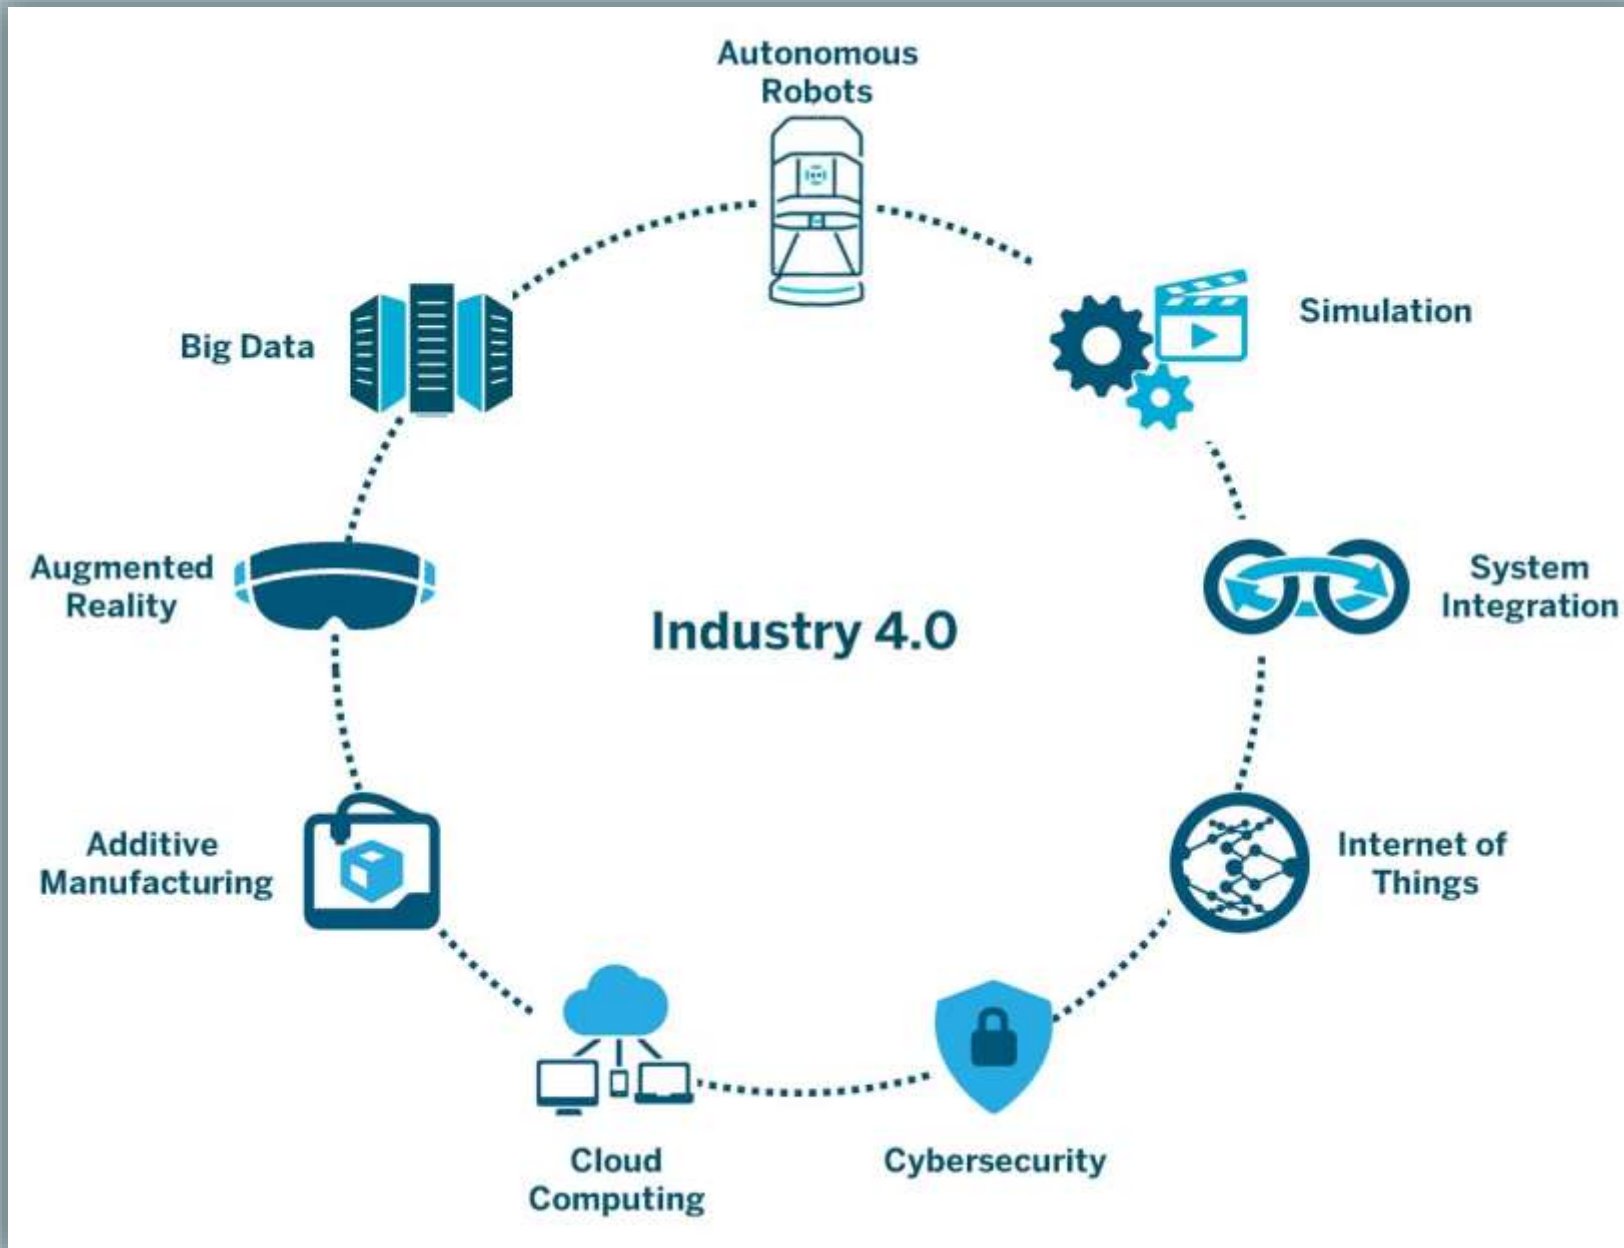 Autonomous
Robots
Simulation
Big Data
System
Integration
Augmented
Reality
Industry 4.0
Internet of
Things
Additive
Manufacturing
Cybersecurity
Cloud
Computing